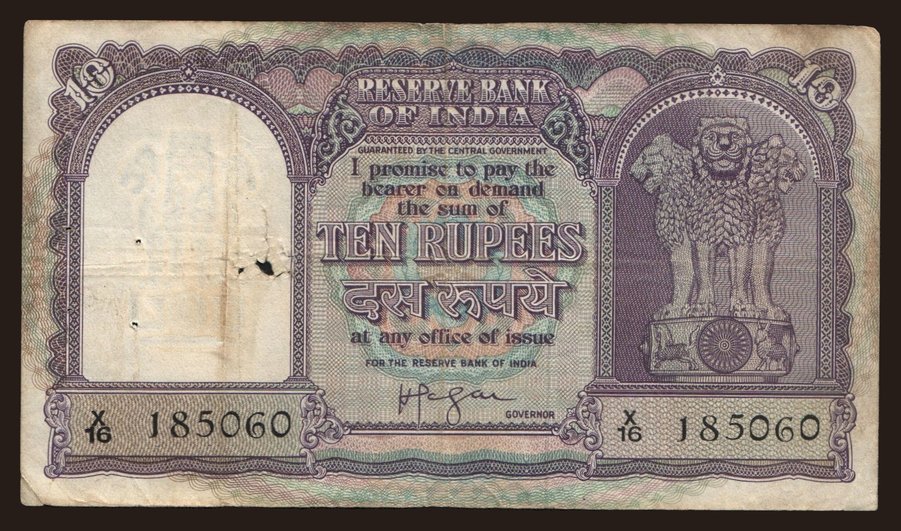 10
10
RESERVE BANK
OF INDIA
GUARANTEED BY THE CENTRAL GOVERNMENT
I promise to pay the
bearer on demand
the sum of
TEN RUPEES
दस रूपये
at any office of issue
FOR THE RESERVE BANK OF INDIA
GOVERNOR
X/16 185060
X/16 185060